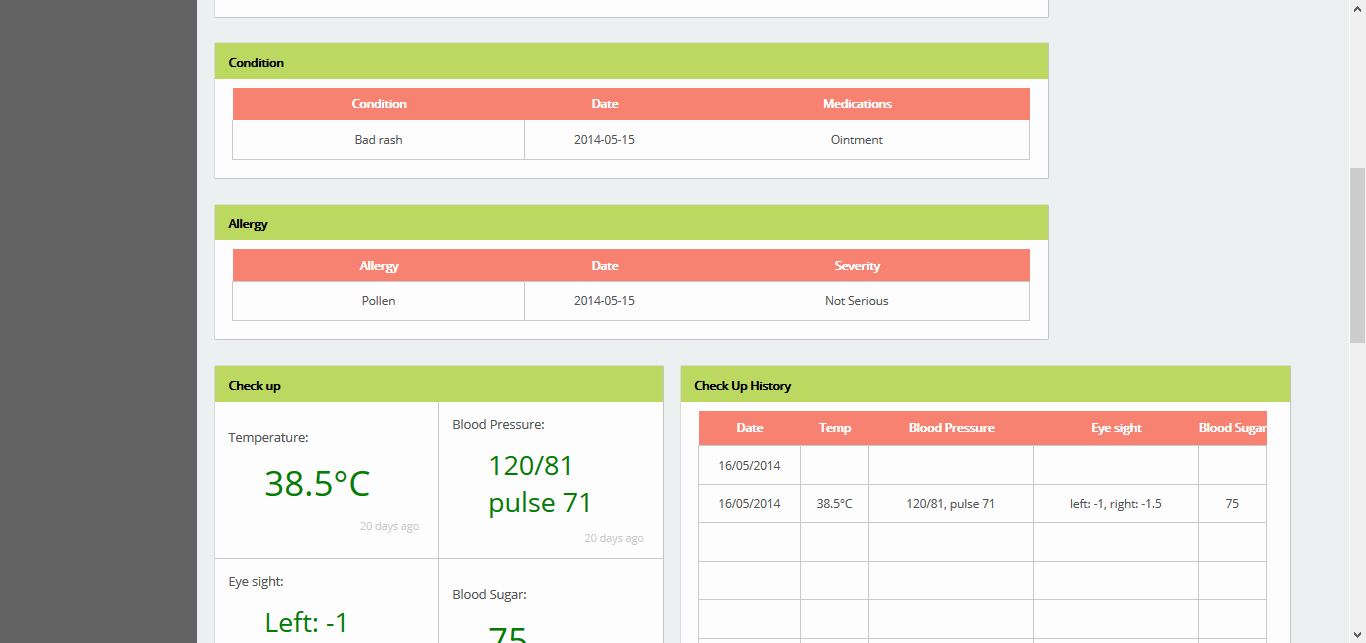 Condition
Condition Date Medications
Bad rash 2014-05-15 Ointment
Allergy
Allergy Date Severity
Pollen 2014-05-15 Not Serious
Check up
Temperature:
38.5°C
20 days ago
Blood Pressure:
120/81
pulse 71
20 days ago
Eye sight:
Left: -1
Blood Sugar:
75
Check Up History
Date Temp Blood Pressure Eye sight Blood Sugar
16/05/2014
16/05/2014 38.5°C 120/81, pulse 71 left: -1, right: -1.5 75